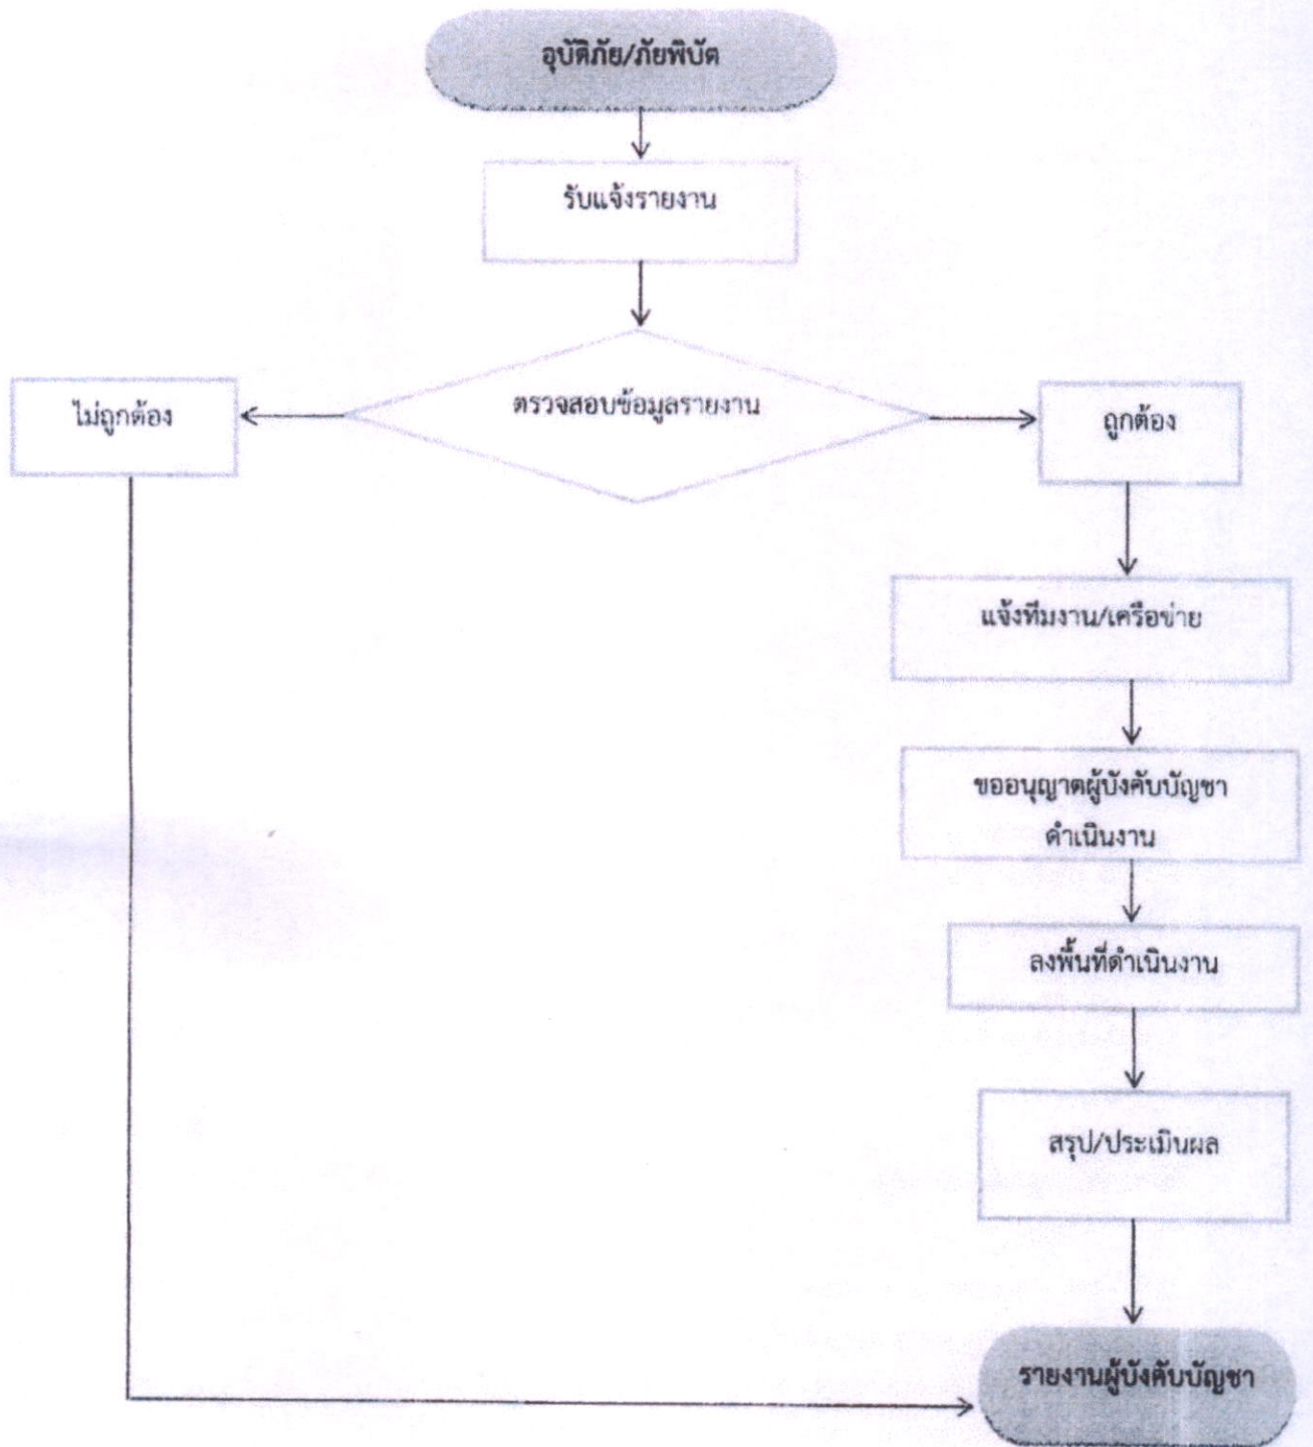 อุบัติภัย/ภัยพิบัต
รับแจ้งรายงาน
ตรวจสอบข้อมูลรายงาน
ไม่ถูกต้อง
ถูกต้อง
แจ้งทีมงาน/เครือข่าย
ขออนุญาตผู้บังคับบัญชา
ดำเนินงาน
ลงพื้นที่ดำเนินงาน
สรุป/ประเมินผล
รายงานผู้บังคับบัญชา